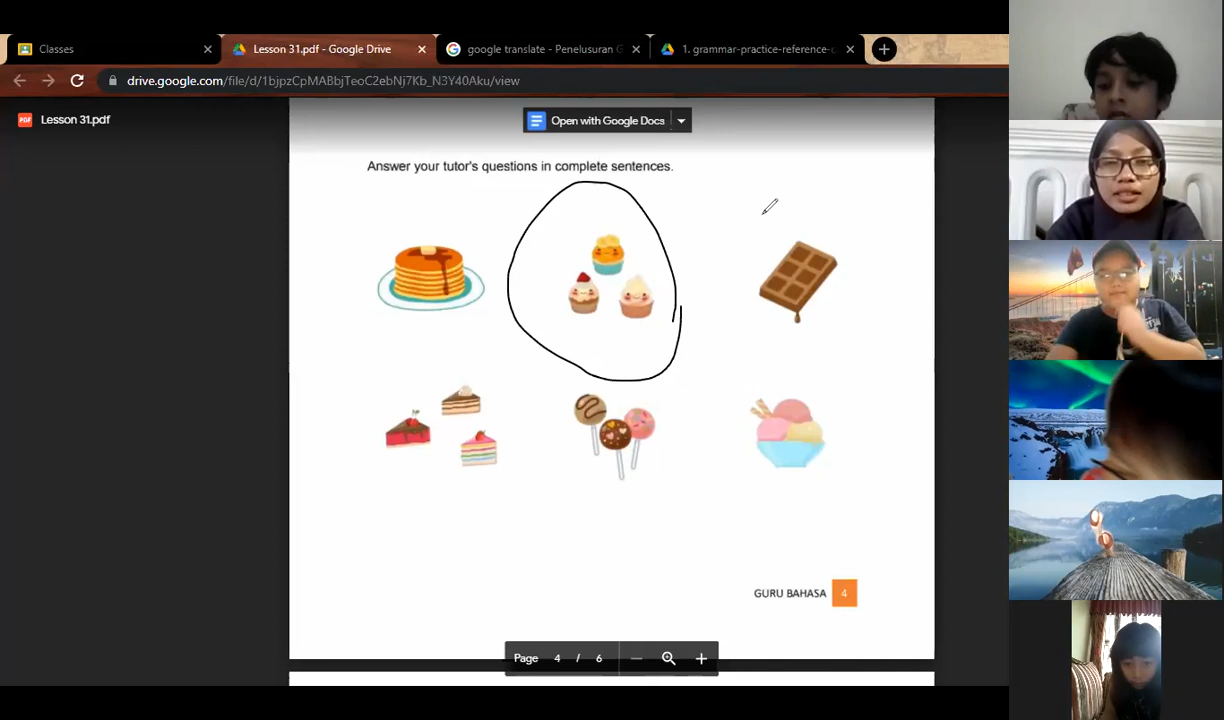 Classes
Lesson 31.pdf - Google Drive
google translate - Penelusuran G
1. grammar-practice-reference-c
drive.google.com/file/d/1bjpzCpMABbjTeoC2ebNj7Kb_N3Y40Aku/view
PDF
Lesson 31.pdf
Open with Google Docs
Answer your tutor's questions in complete sentences.
GURU BAHASA 4
Page 4 / 6